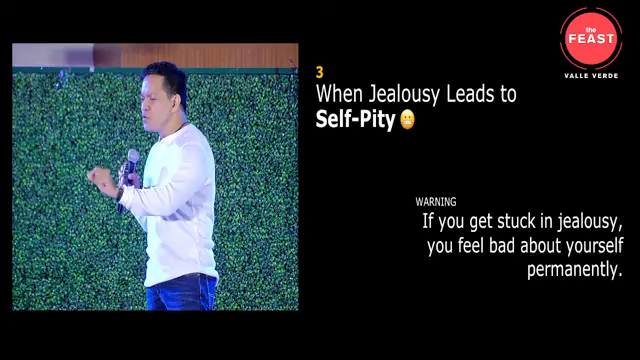 the
FEAST
VALLE VERDE
3
When Jealousy Leads to
Self-Pity 😬
WARNING
If you get stuck in jealousy,
you feel bad about yourself
permanently.